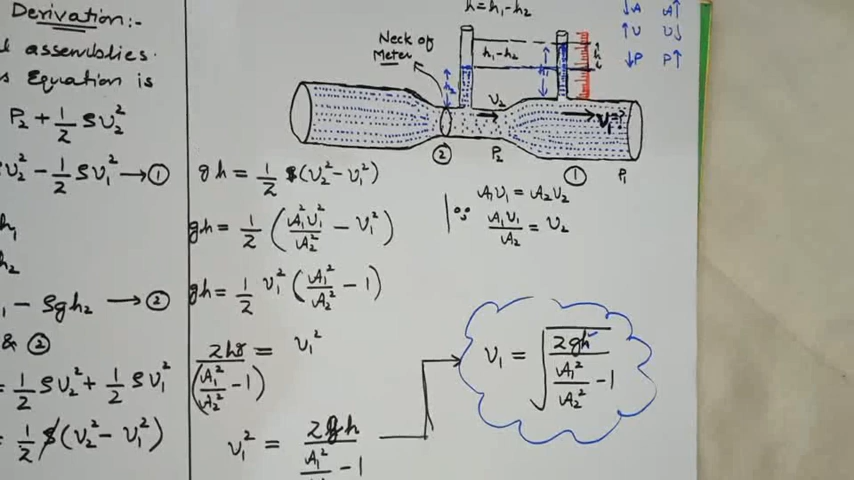 Derivation:-
assemblies.
Equation is
P₂ + 1/2 ρv₂²
ρv₂² - 1/2 ρv₁² → ①
h₁
h₂
- ρgh₂ → ②
& ②
= 1/2 ρv₂² + 1/2 ρv₁²
= 1/2 ρ(v₂² - v₁²)
h = h₁-h₂
↓A A↑
↑v v↓
↓P P↑
Neck of
Meter
h₁-h₂
h
v₂
v₁=?
②
P₂
①
P₁
gh = 1/2 ρ(v₂² - v₁²)
gh = 1/2 (A₁²v₁²/A₂² - v₁²)
gh = 1/2 v₁² (A₁²/A₂² - 1)
∵ A₁v₁ = A₂v₂
A₁v₁/A₂ = v₂
2hg/(A₁²/A₂² - 1) = v₁²
v₁² = 2gh/(A₁²/ - 1)
v₁ = √(2gh/(A₁²/A₂² - 1))